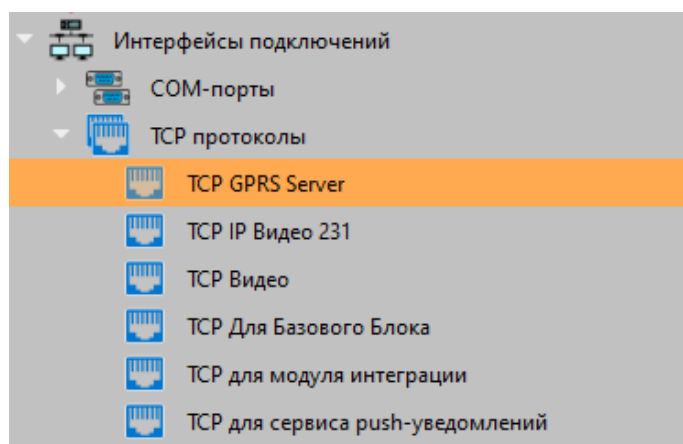 Интерфейсы подключений
COM-порты
TCP протоколы
TCP GPRS Server
TCP IP Видео 231
TCP Видео
TCP Для Базового Блока
TCP для модуля интеграции
TCP для сервиса push-уведомлений